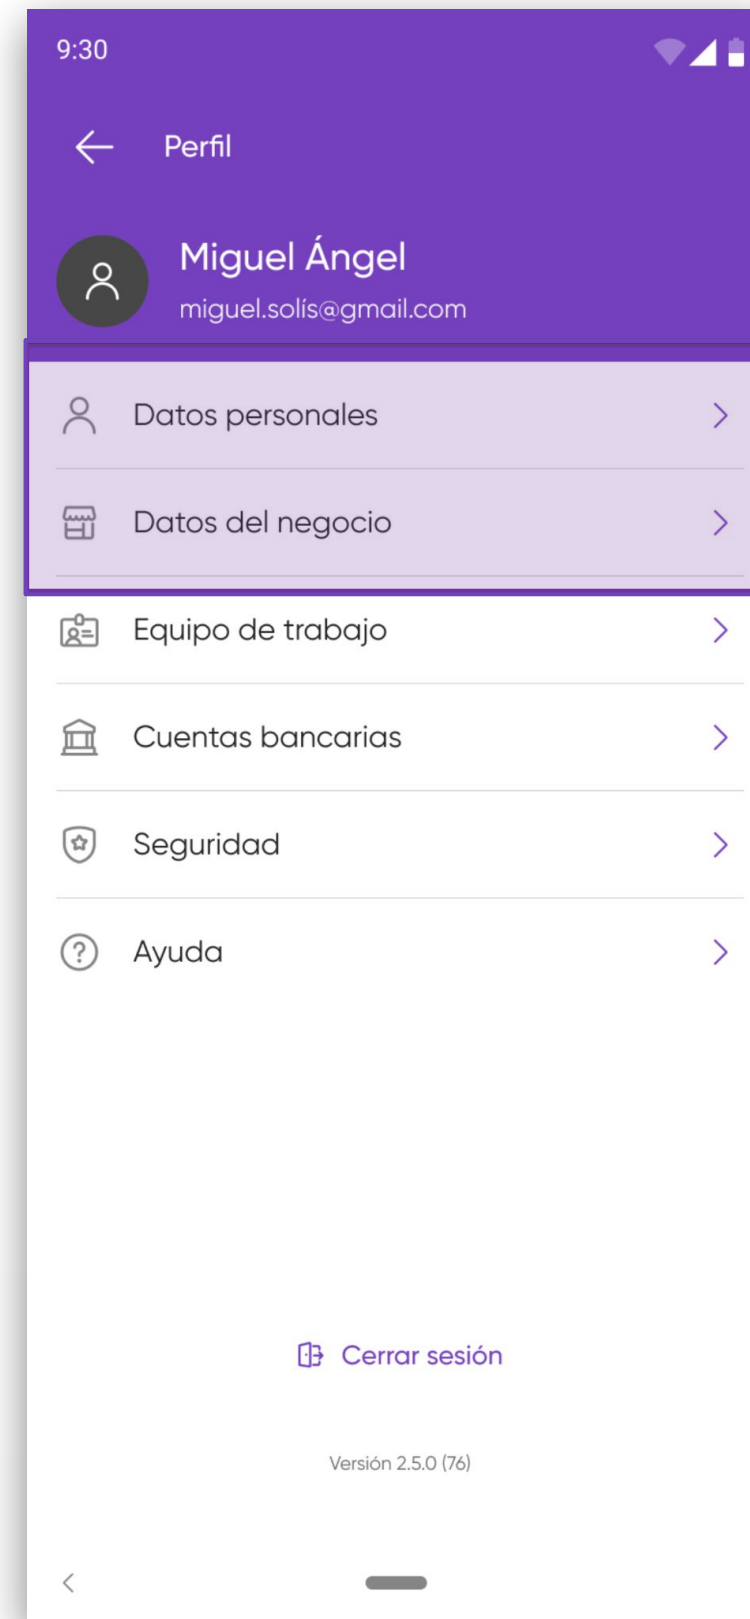 9:30
Perfil
Miguel Ángel
miguel.solís@gmail.com
Datos personales
Datos del negocio
Equipo de trabajo
Cuentas bancarias
Seguridad
Ayuda
Cerrar sesión
Versión 2.5.0 (76)